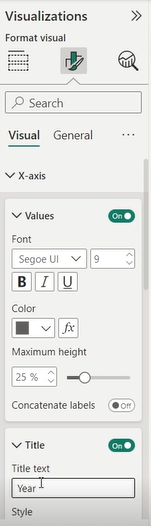 Visualizations
Format visual
Search
Visual General
X-axis
Values On
Font
Segoe UI 9
B I U
Color
fx
Maximum height
25 %
Concatenate labels Off
Title On
Title text
Year
Style